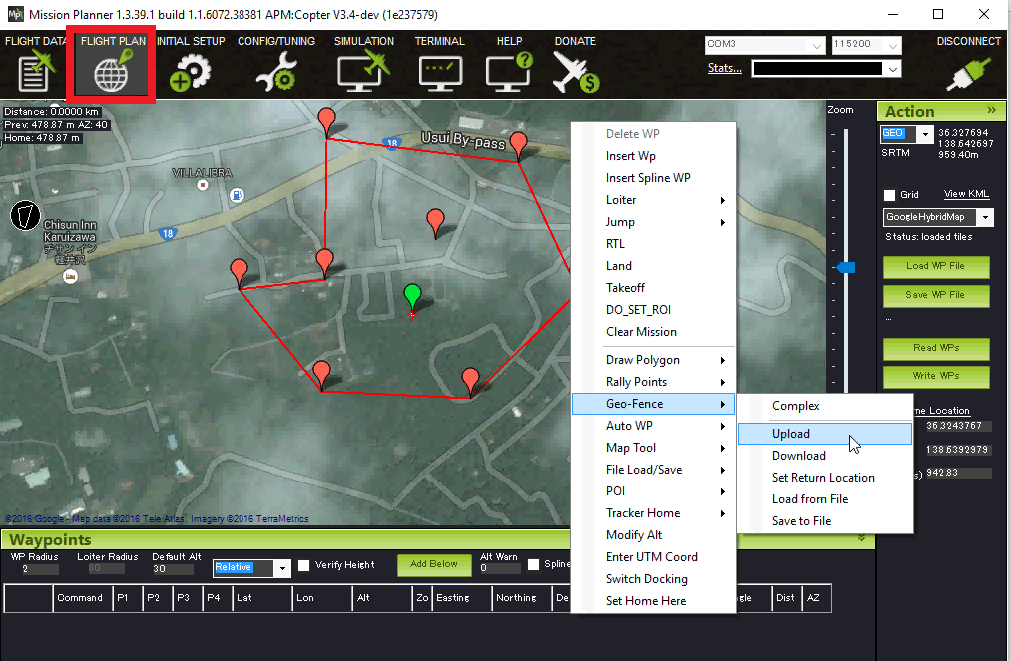 Mission Planner 1.3.39.1 build 1.1.6072.38381 APM:Copter V3.4-dev (1e237579)
FLIGHT DATA
FLIGHT PLAN
INITIAL SETUP
CONFIG/TUNING
SIMULATION
TERMINAL
HELP
DONATE
COM3
115200
DISCONNECT
Stats...
Distance: 0.0000 km
Prev: 478.87 m AZ: 40
Home: 478.87 m
Zoom
Action »
GEO
36.327694
138.642697
SRTM
959.40m
Grid
View KML
GoogleHybridMap
Status: loaded tiles
Load WP File
Save WP File
...
Read WPs
Write WPs
me Location
36.3243767
138.6392979
s)
942.83
Usui By-pass
18
VILLALIBRA
18
Chisun Inn
Karuizawa
チサン イン
軽井沢
©2016 Google - Map data ©2016 Tele Atlas, Imagery ©2016 TerraMetrics
Delete WP
Insert Wp
Insert Spline WP
Loiter
Jump
RTL
Land
Takeoff
DO_SET_ROI
Clear Mission
Draw Polygon
Rally Points
Geo-Fence
Auto WP
Map Tool
File Load/Save
POI
Tracker Home
Modify Alt
Enter UTM Coord
Switch Docking
Set Home Here
Complex
Upload
Download
Set Return Location
Load from File
Save to File
Waypoints
WP Radius
2
Loiter Radius
80
Default Alt
30
Relative
Verify Height
Add Below
Alt Warn
0
Spline
Command P1 P2 P3 P4 Lat Lon Alt Zo Easting Northing De gle Dist AZ